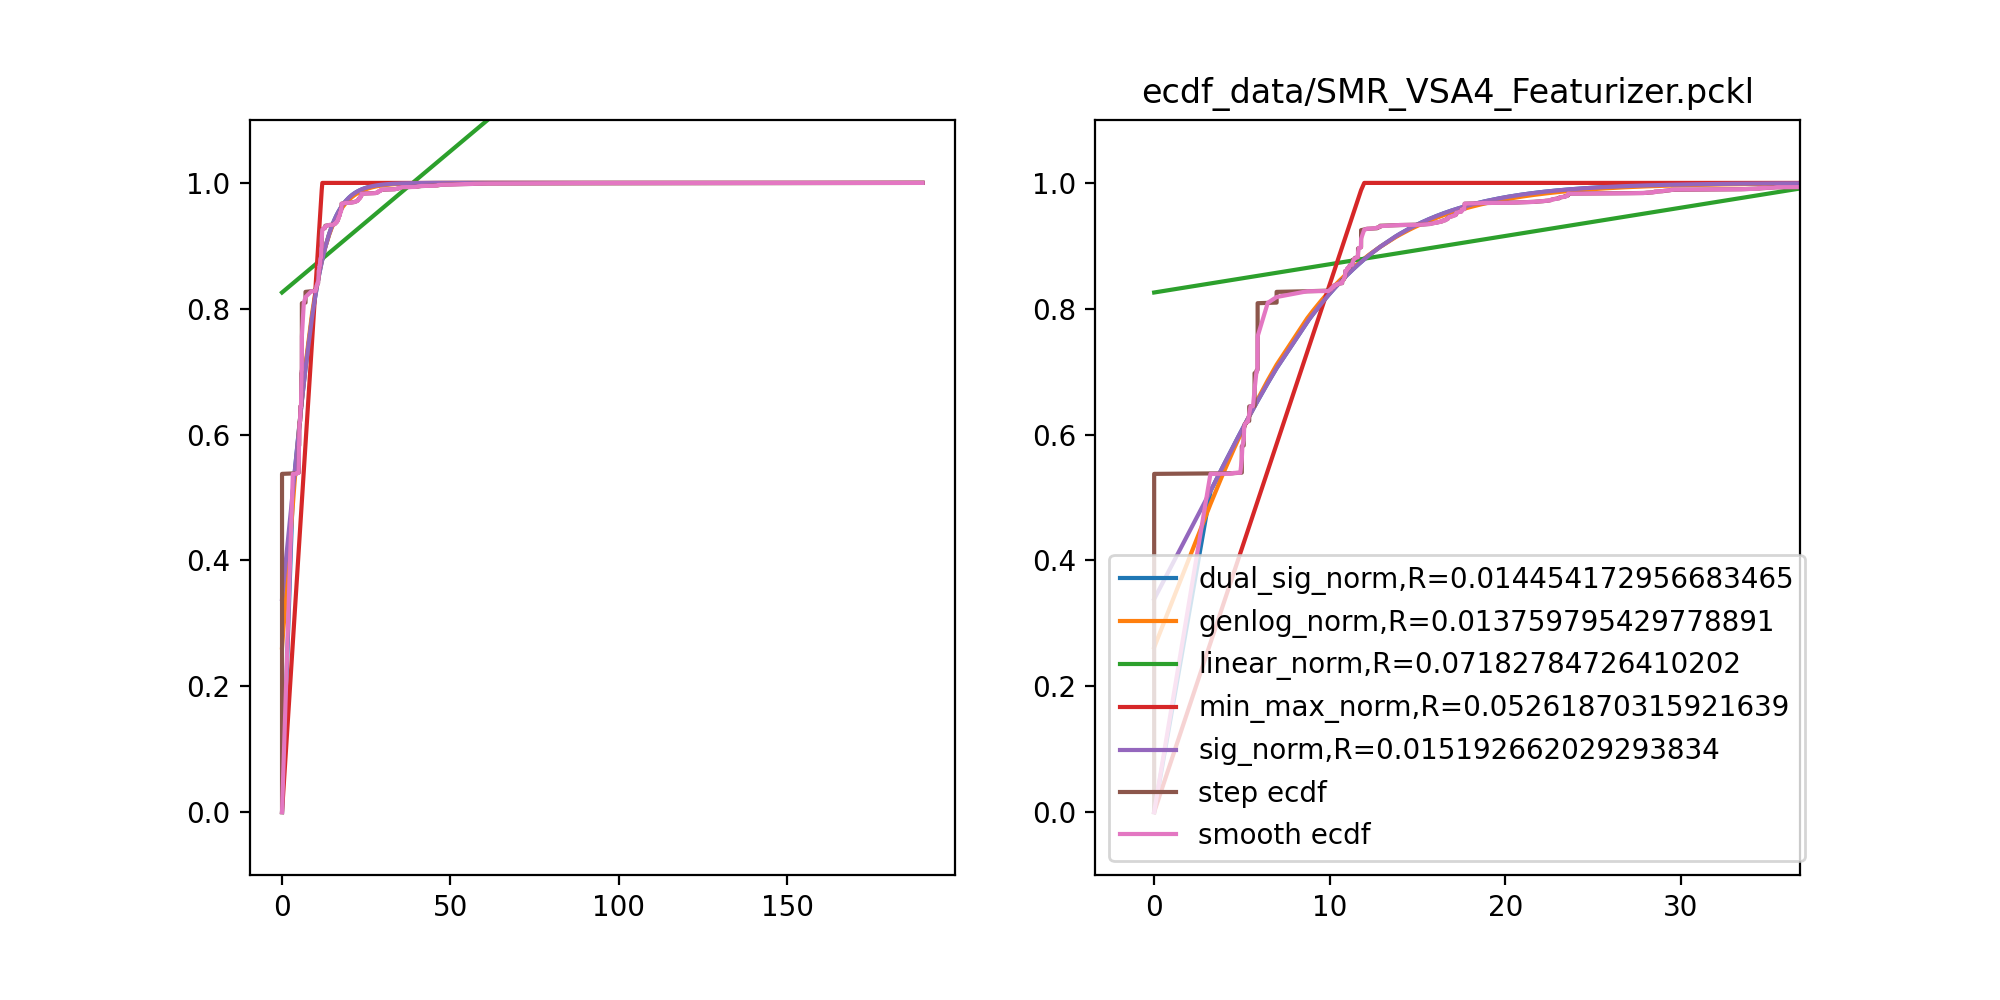 ecdf_data/SMR_VSA4_Featurizer.pckl
1.0
0.8
0.6
0.4
0.2
0.0
0 50 100 150
1.0
0.8
0.6
0.4
0.2
0.0
0 10 20 30
dual_sig_norm,R=0.014454172956683465
genlog_norm,R=0.013759795429778891
linear_norm,R=0.07182784726410202
min_max_norm,R=0.05261870315921639
sig_norm,R=0.015192662029293834
step ecdf
smooth ecdf